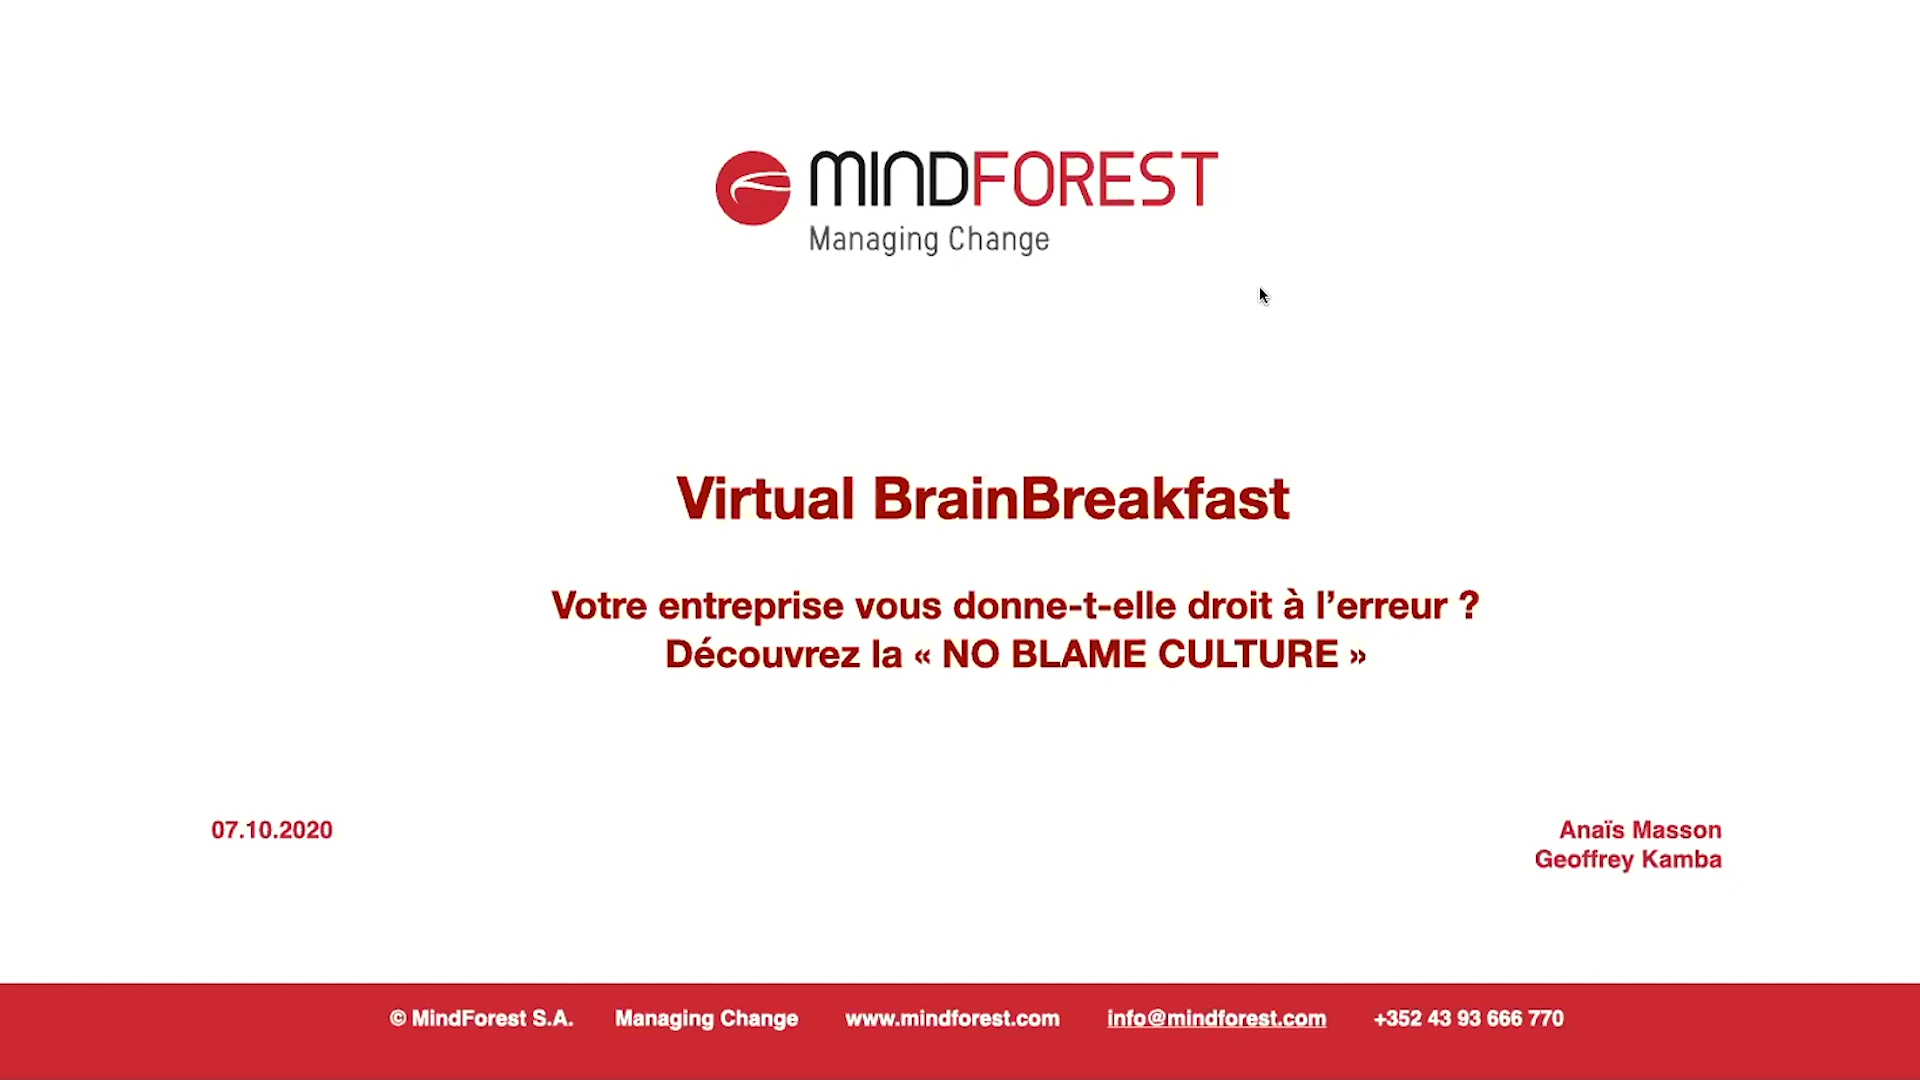 MINDFOREST
Managing Change
Virtual BrainBreakfast
Votre entreprise vous donne-t-elle droit à l’erreur ?
Découvrez la « NO BLAME CULTURE »
07.10.2020
Anaïs Masson
Geoffrey Kamba
© MindForest S.A. Managing Change www.mindforest.com info@mindforest.com +352 43 93 666 770